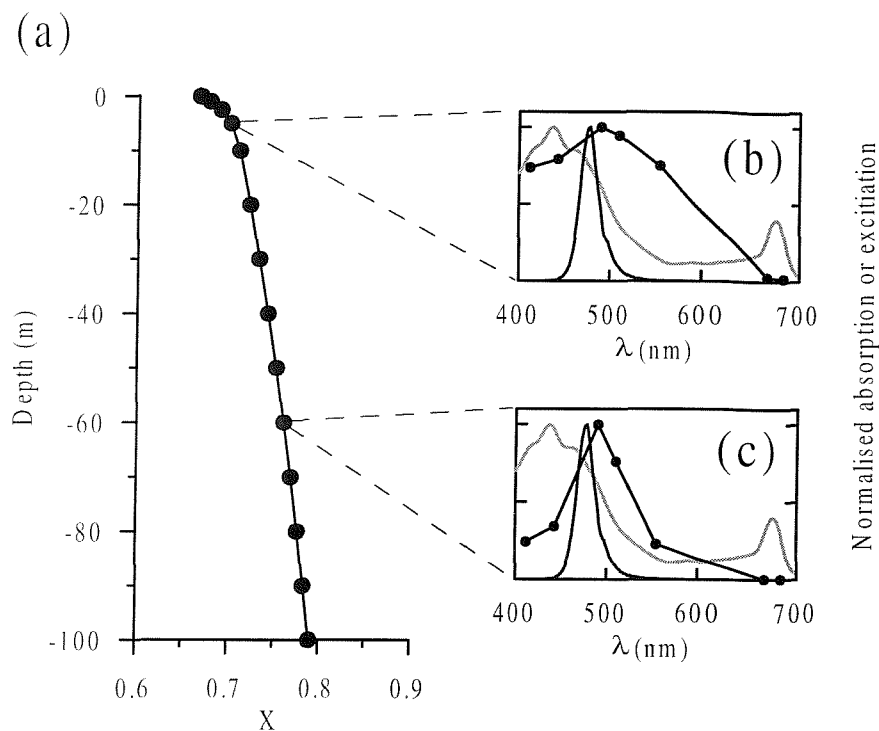 (a)
0
-20
-40
-60
-80
-100
Depth (m)
0.6 0.7 0.8 0.9
X
(b)
400 500 600 700
λ (nm)
(c)
400 500 600 700
λ (nm)
Normalised absorption or excitiation